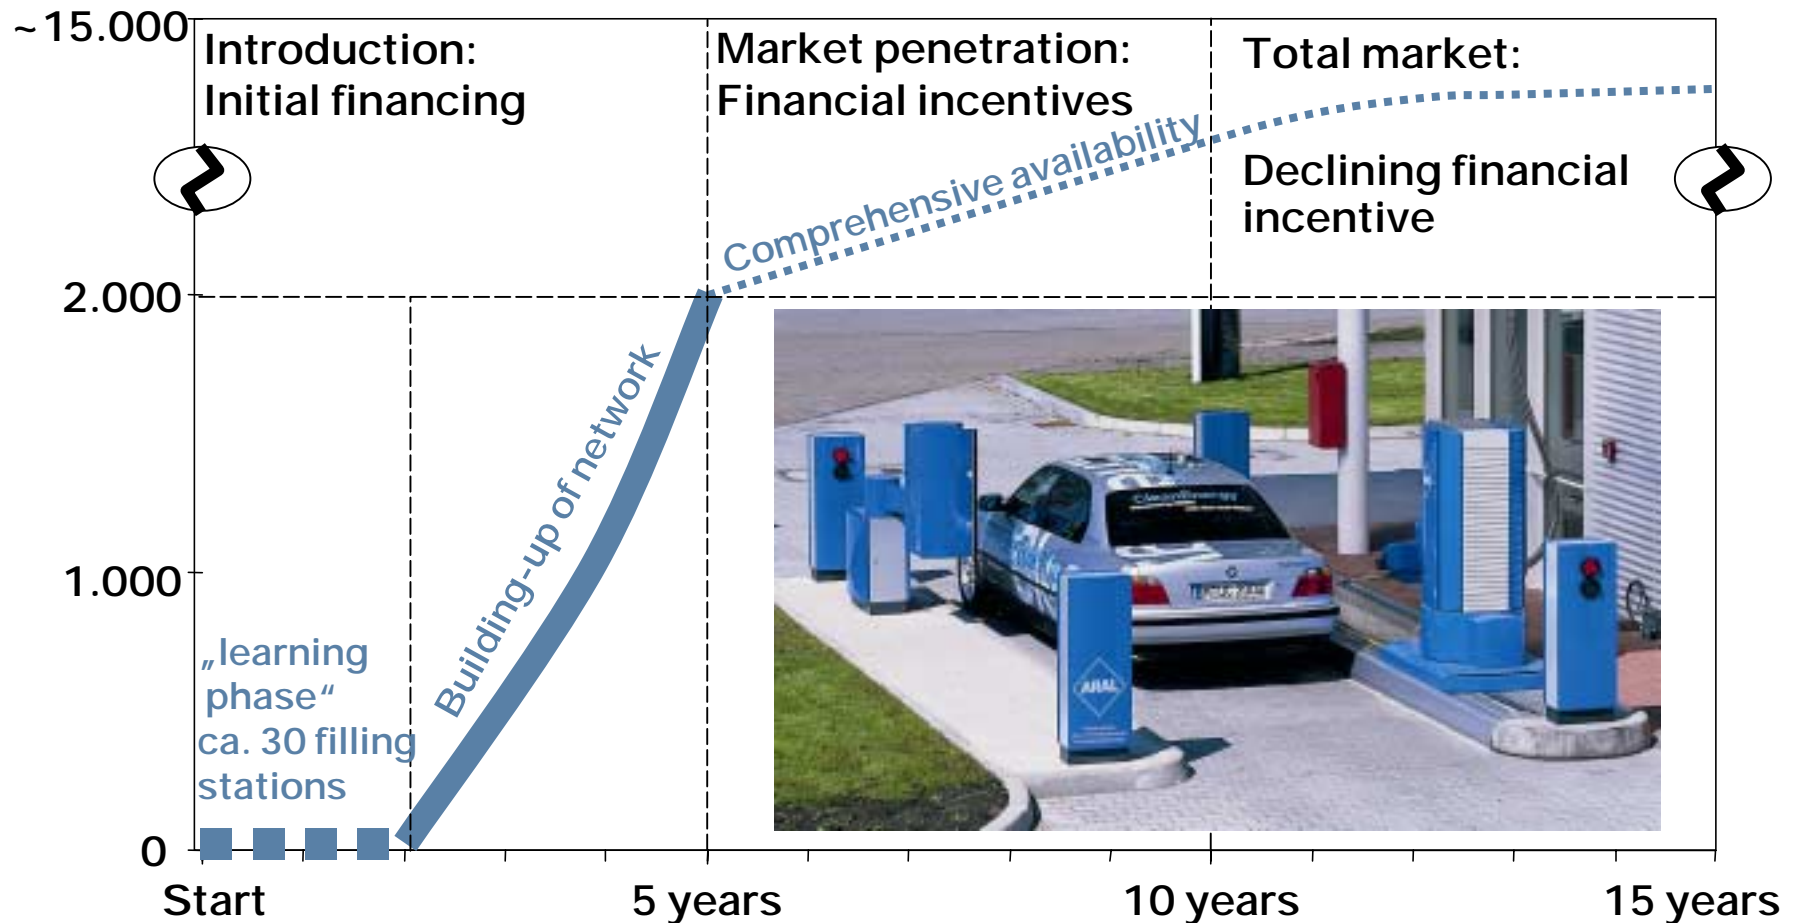 ~15.000
Introduction:
Initial financing
Market penetration:
Financial incentives
Total market:
Comprehensive availability
Declining financial
incentive
2.000
Building-up of network
1.000
„learning
phase“
ca. 30 filling
stations
CleanEnergy
ARAL
0
Start
5 years
10 years
15 years